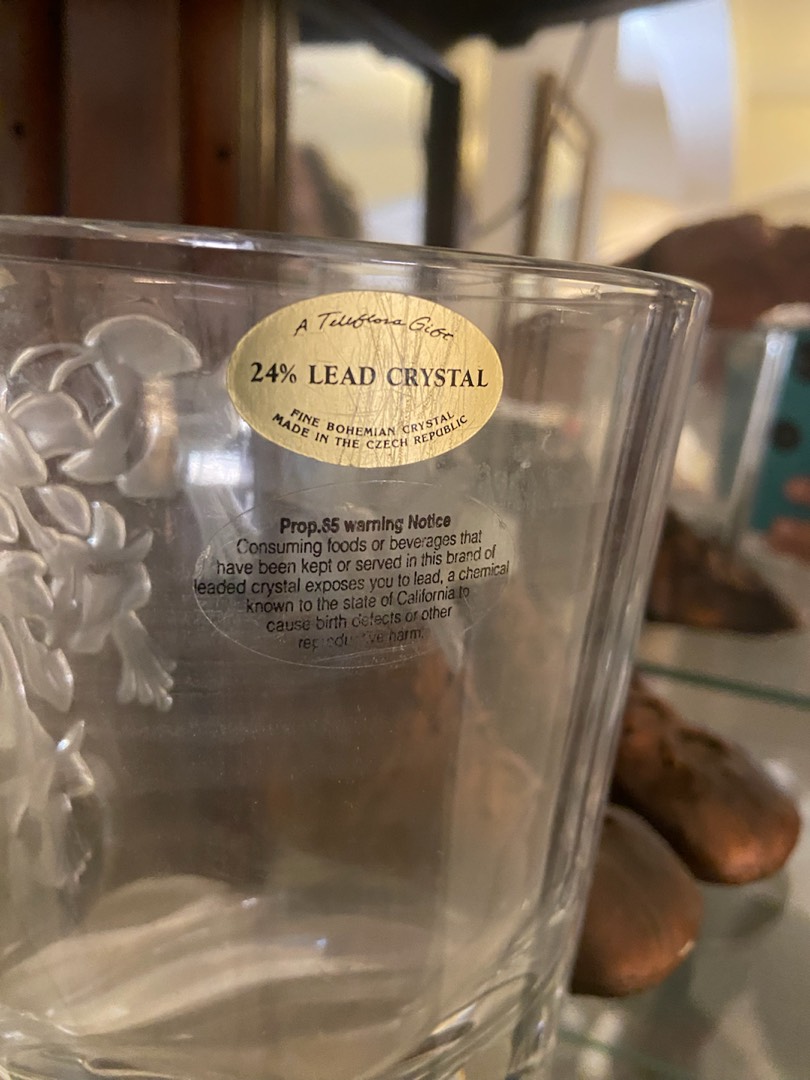 A Teleflora Gift
24% LEAD CRYSTAL
FINE BOHEMIAN CRYSTAL
MADE IN THE CZECH REPUBLIC
Prop.65 warning Notice
Consuming foods or beverages that
have been kept or served in this brand of
leaded crystal exposes you to lead, a chemical
known to the state of California to
cause birth defects or other
reproductive harm.